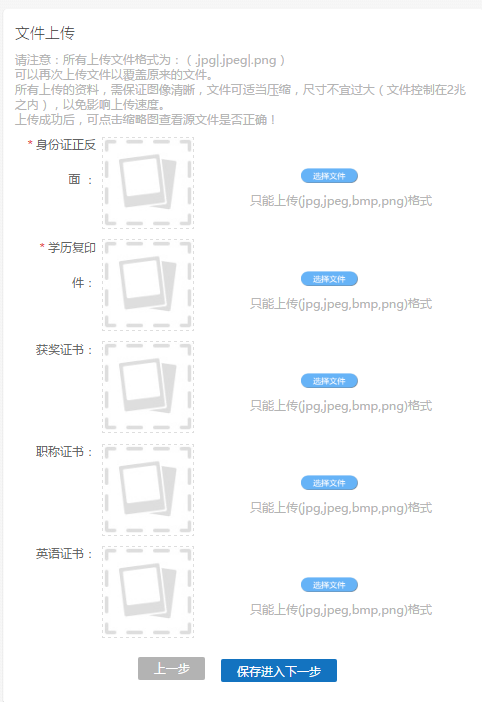 文件上传
请注意：所有上传文件格式为：（.jpg|.jpeg|.png）
可以再次上传文件以覆盖原来的文件。
所有上传的资料，需保证图像清晰，文件可适当压缩，尺寸不宜过大（文件控制在2兆
之内），以免影响上传速度。
上传成功后，可点击缩略图查看源文件是否正确！
* 身份证正反
面 ：
选择文件
只能上传(jpg,jpeg,bmp,png)格式
* 学历复印
件：
选择文件
只能上传(jpg,jpeg,bmp,png)格式
获奖证书：
选择文件
只能上传(jpg,jpeg,bmp,png)格式
职称证书：
选择文件
只能上传(jpg,jpeg,bmp,png)格式
英语证书：
选择文件
只能上传(jpg,jpeg,bmp,png)格式
上一步 保存进入下一步